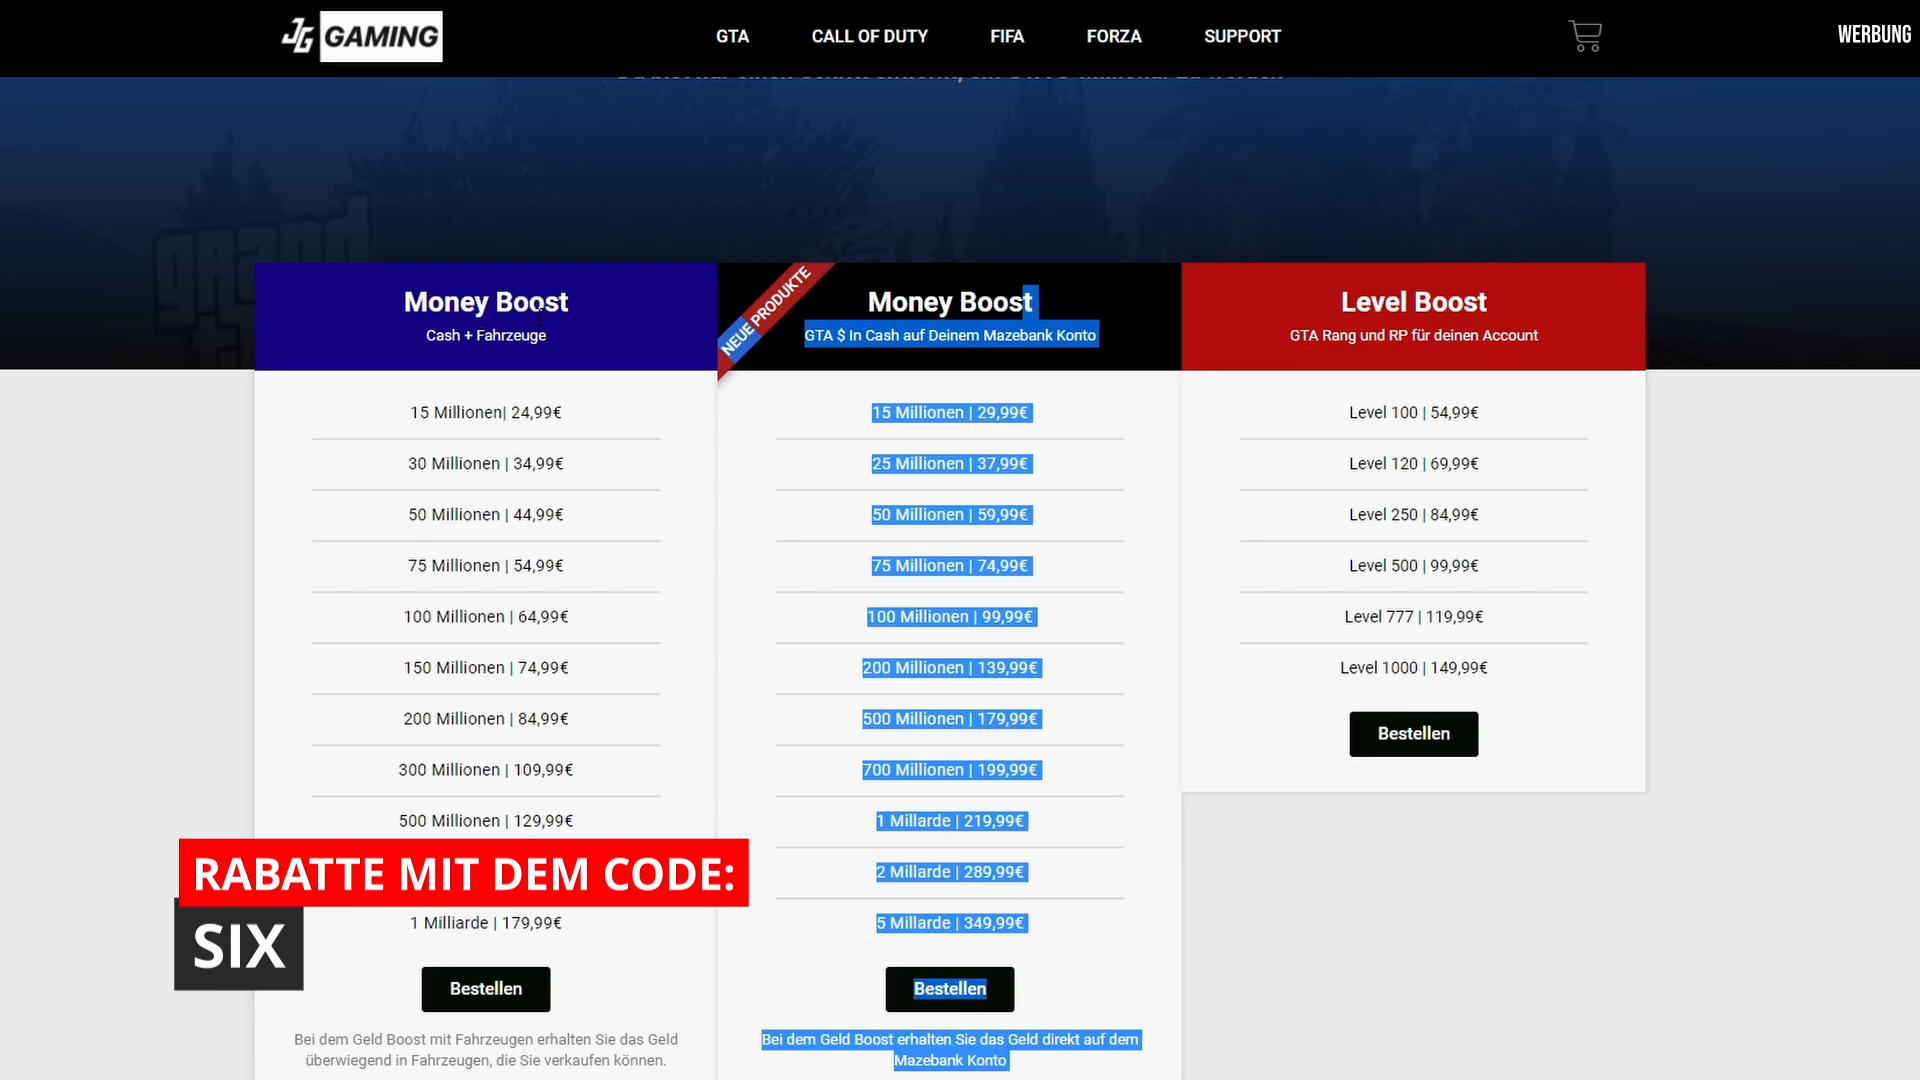 JG GAMING
GTA
CALL OF DUTY
FIFA
FORZA
SUPPORT
WERBUNG
Money Boost
Cash + Fahrzeuge
15 Millionen| 24,99€
30 Millionen | 34,99€
50 Millionen | 44,99€
75 Millionen | 54,99€
100 Millionen | 64,99€
150 Millionen | 74,99€
200 Millionen | 84,99€
300 Millionen | 109,99€
500 Millionen | 129,99€
1 Milliarde | 179,99€
Bestellen
Bei dem Geld Boost mit Fahrzeugen erhalten Sie das Geld
überwiegend in Fahrzeugen, die Sie verkaufen können.
NEUE PRODUKTE
Money Boost
GTA $ In Cash auf Deinem Mazebank Konto
15 Millionen | 29,99€
25 Millionen | 37,99€
50 Millionen | 59,99€
75 Millionen | 74,99€
100 Millionen | 99,99€
200 Millionen | 139,99€
500 Millionen | 179,99€
700 Millionen | 199,99€
1 Millarde | 219,99€
2 Millarde | 289,99€
5 Millarde | 349,99€
Bestellen
Bei dem Geld Boost erhalten Sie das Geld direkt auf dem
Mazebank Konto
Level Boost
GTA Rang und RP für deinen Account
Level 100 | 54,99€
Level 120 | 69,99€
Level 250 | 84,99€
Level 500 | 99,99€
Level 777 | 119,99€
Level 1000 | 149,99€
Bestellen
RABATTE MIT DEM CODE:
SIX